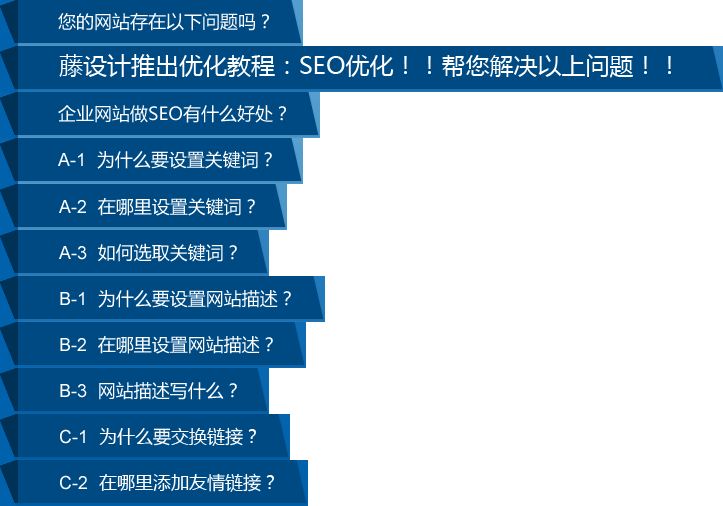 您的网站存在以下问题吗？
藤设计推出优化教程：SEO优化！！帮您解决以上问题！！
企业网站做SEO有什么好处？
A-1 为什么要设置关键词？
A-2 在哪里设置关键词？
A-3 如何选取关键词？
B-1 为什么要设置网站描述？
B-2 在哪里设置网站描述？
B-3 网站描述写什么？
C-1 为什么要交换链接？
C-2 在哪里添加友情链接？